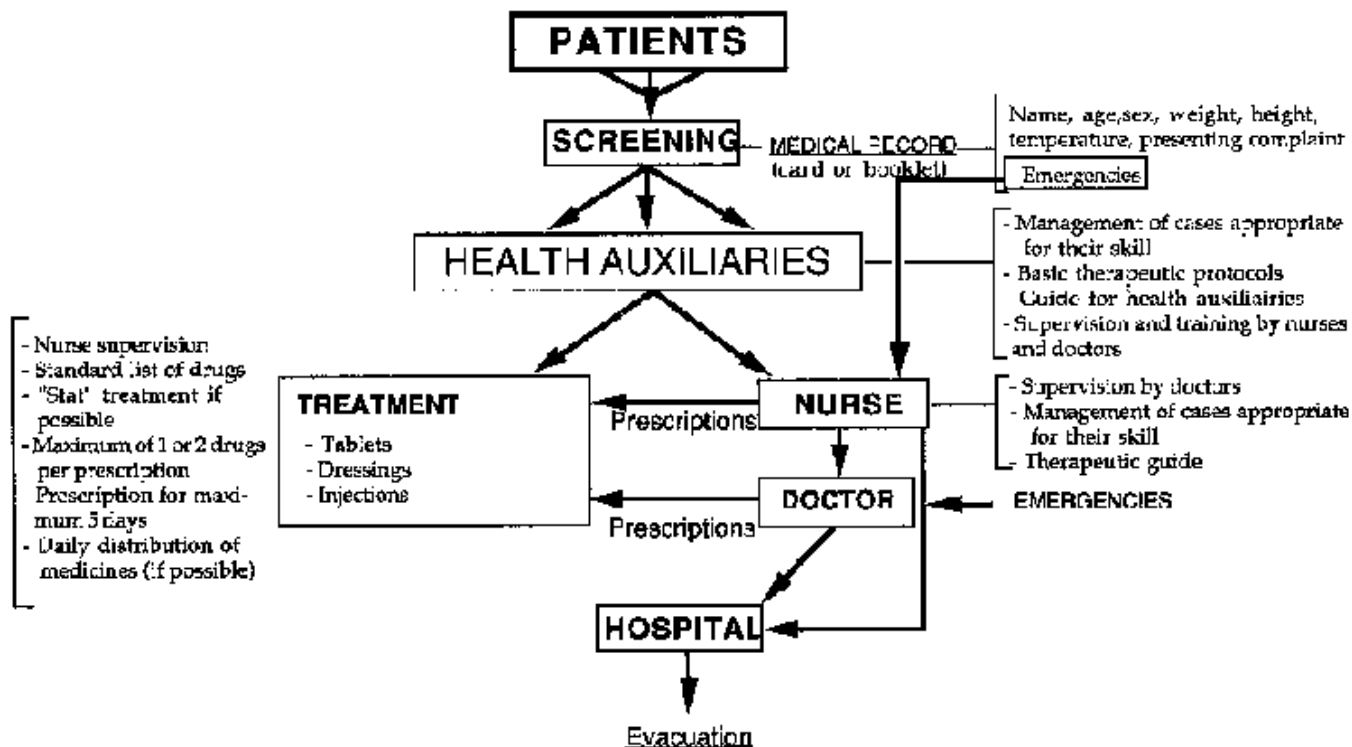 PATIENTS
SCREENING
MEDICAL RECORD
(card or booklet)
Name, age,sex, weight, height,
temperature, presenting complaint
Emergencies
HEALTH AUXILIARIES
- Management of cases appropriate
for their skill
- Basic therapeutic protocols
Guide for health auxiliairies
- Supervision and training by nurses
and doctors
- Nurse supervision
- Standard list of drugs
- "Stat" treatment if
possible
- Maximum of 1 or 2 drugs
per prescription
Prescription for maxi-
mum 5 days
- Daily distribution of
medicines (if possible)
TREATMENT
- Tablets
- Dressings
- Injections
Prescriptions
NURSE
- Supervision by doctors
- Management of cases appropriate
for their skill
- Therapeutic guide
Prescriptions
DOCTOR
EMERGENCIES
HOSPITAL
Evacuation